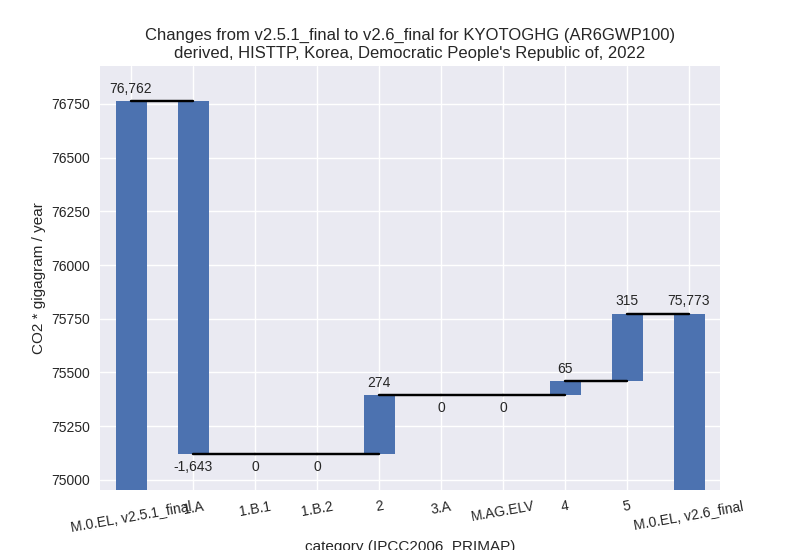 Changes from v2.5.1_final to v2.6_final for KYOTOGHG (AR6GWP100)
derived, HISTTP, Korea, Democratic People's Republic of, 2022
CO2 * gigagram / year
76750
76500
76250
76000
75750
75500
75250
75000
76,762
-1,643
0
0
274
0
0
65
315
75,773
M.0.EL, v2.5.1_final
1.A
1.B.1
1.B.2
2
3.A
M.AG.ELV
4
5
M.0.EL, v2.6_final
category (IPCC2006_PRIMAP)